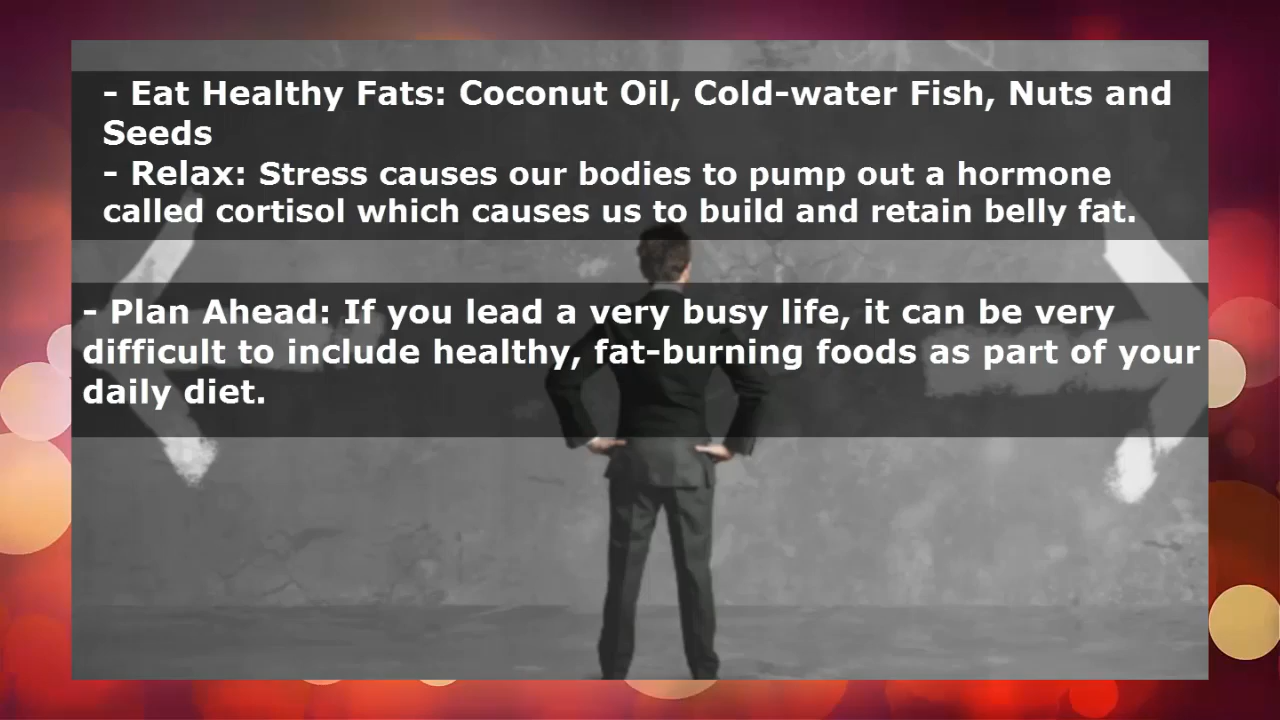 - Eat Healthy Fats: Coconut Oil, Cold-water Fish, Nuts and
Seeds
- Relax: Stress causes our bodies to pump out a hormone
called cortisol which causes us to build and retain belly fat.
- Plan Ahead: If you lead a very busy life, it can be very
difficult to include healthy, fat-burning foods as part of your
daily diet.